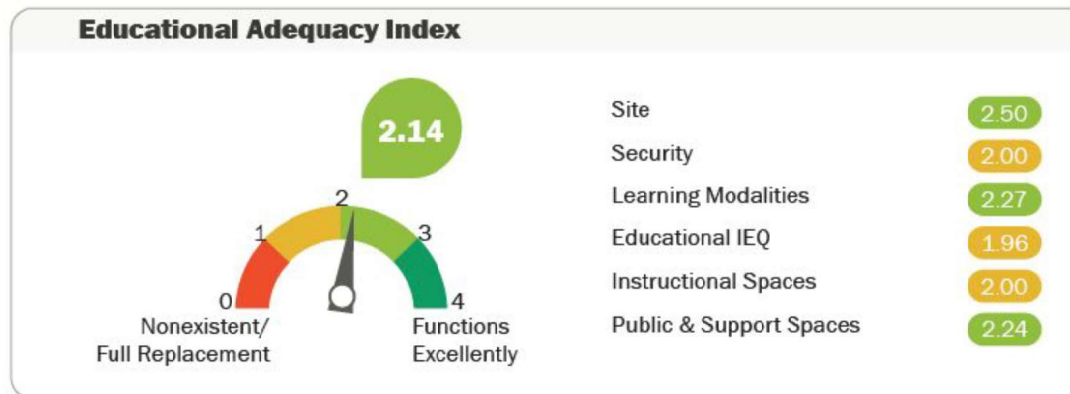 Educational Adequacy Index
2.14
0
1
2
3
4
Nonexistent/
Full Replacement
Functions
Excellently
Site 2.50
Security 2.00
Learning Modalities 2.27
Educational IEQ 1.96
Instructional Spaces 2.00
Public & Support Spaces 2.24